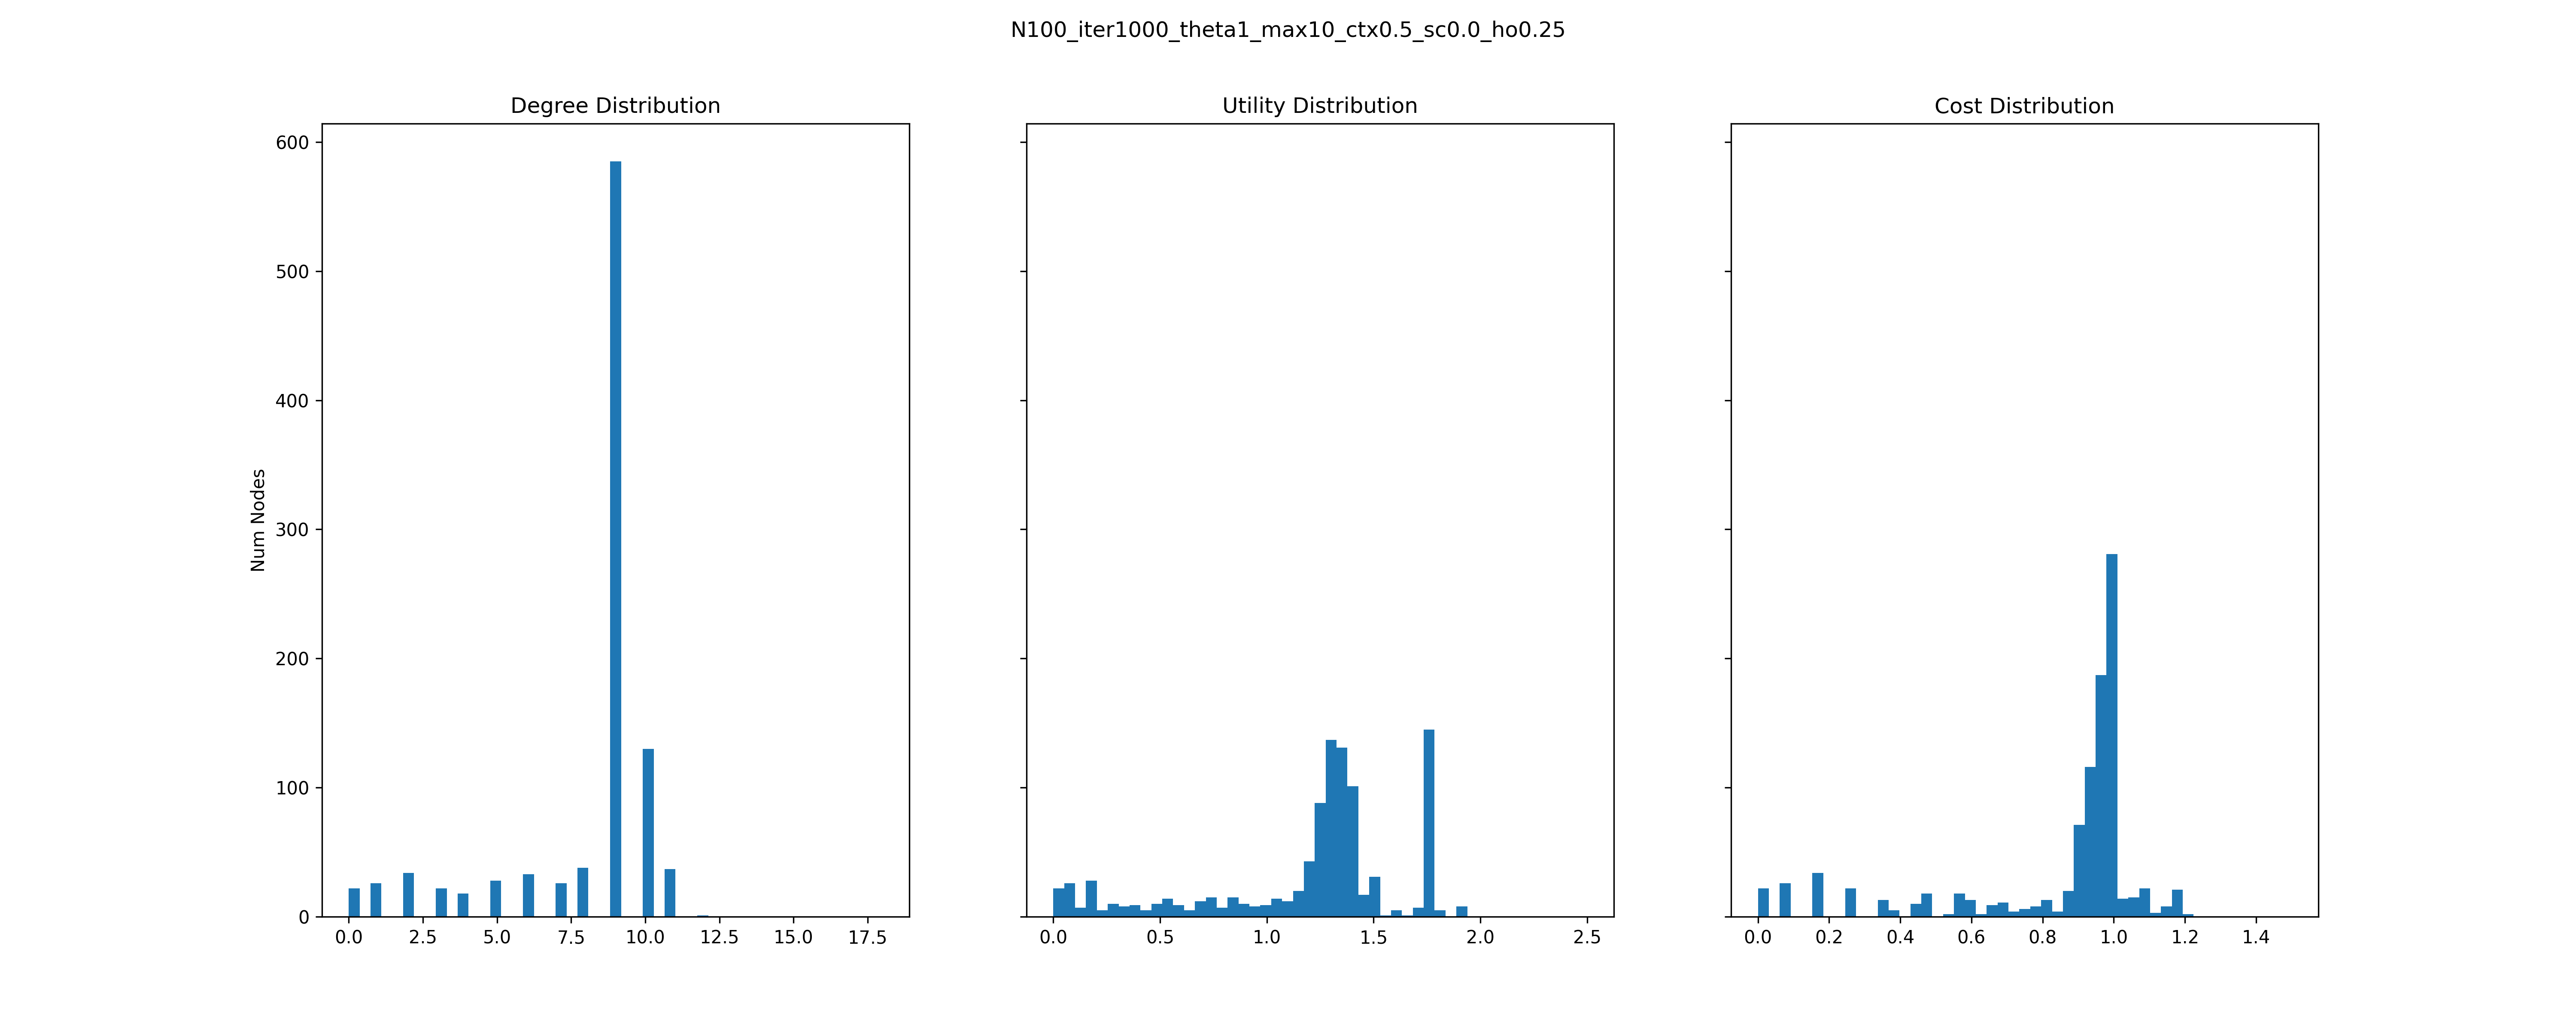 N100_iter1000_theta1_max10_ctx0.5_sc0.0_ho0.25
Degree Distribution
Utility Distribution
Cost Distribution
Num Nodes
600
500
400
300
200
100
0
0.0 2.5 5.0 7.5 10.0 12.5 15.0 17.5
0.0 0.5 1.0 1.5 2.0 2.5
0.0 0.2 0.4 0.6 0.8 1.0 1.2 1.4